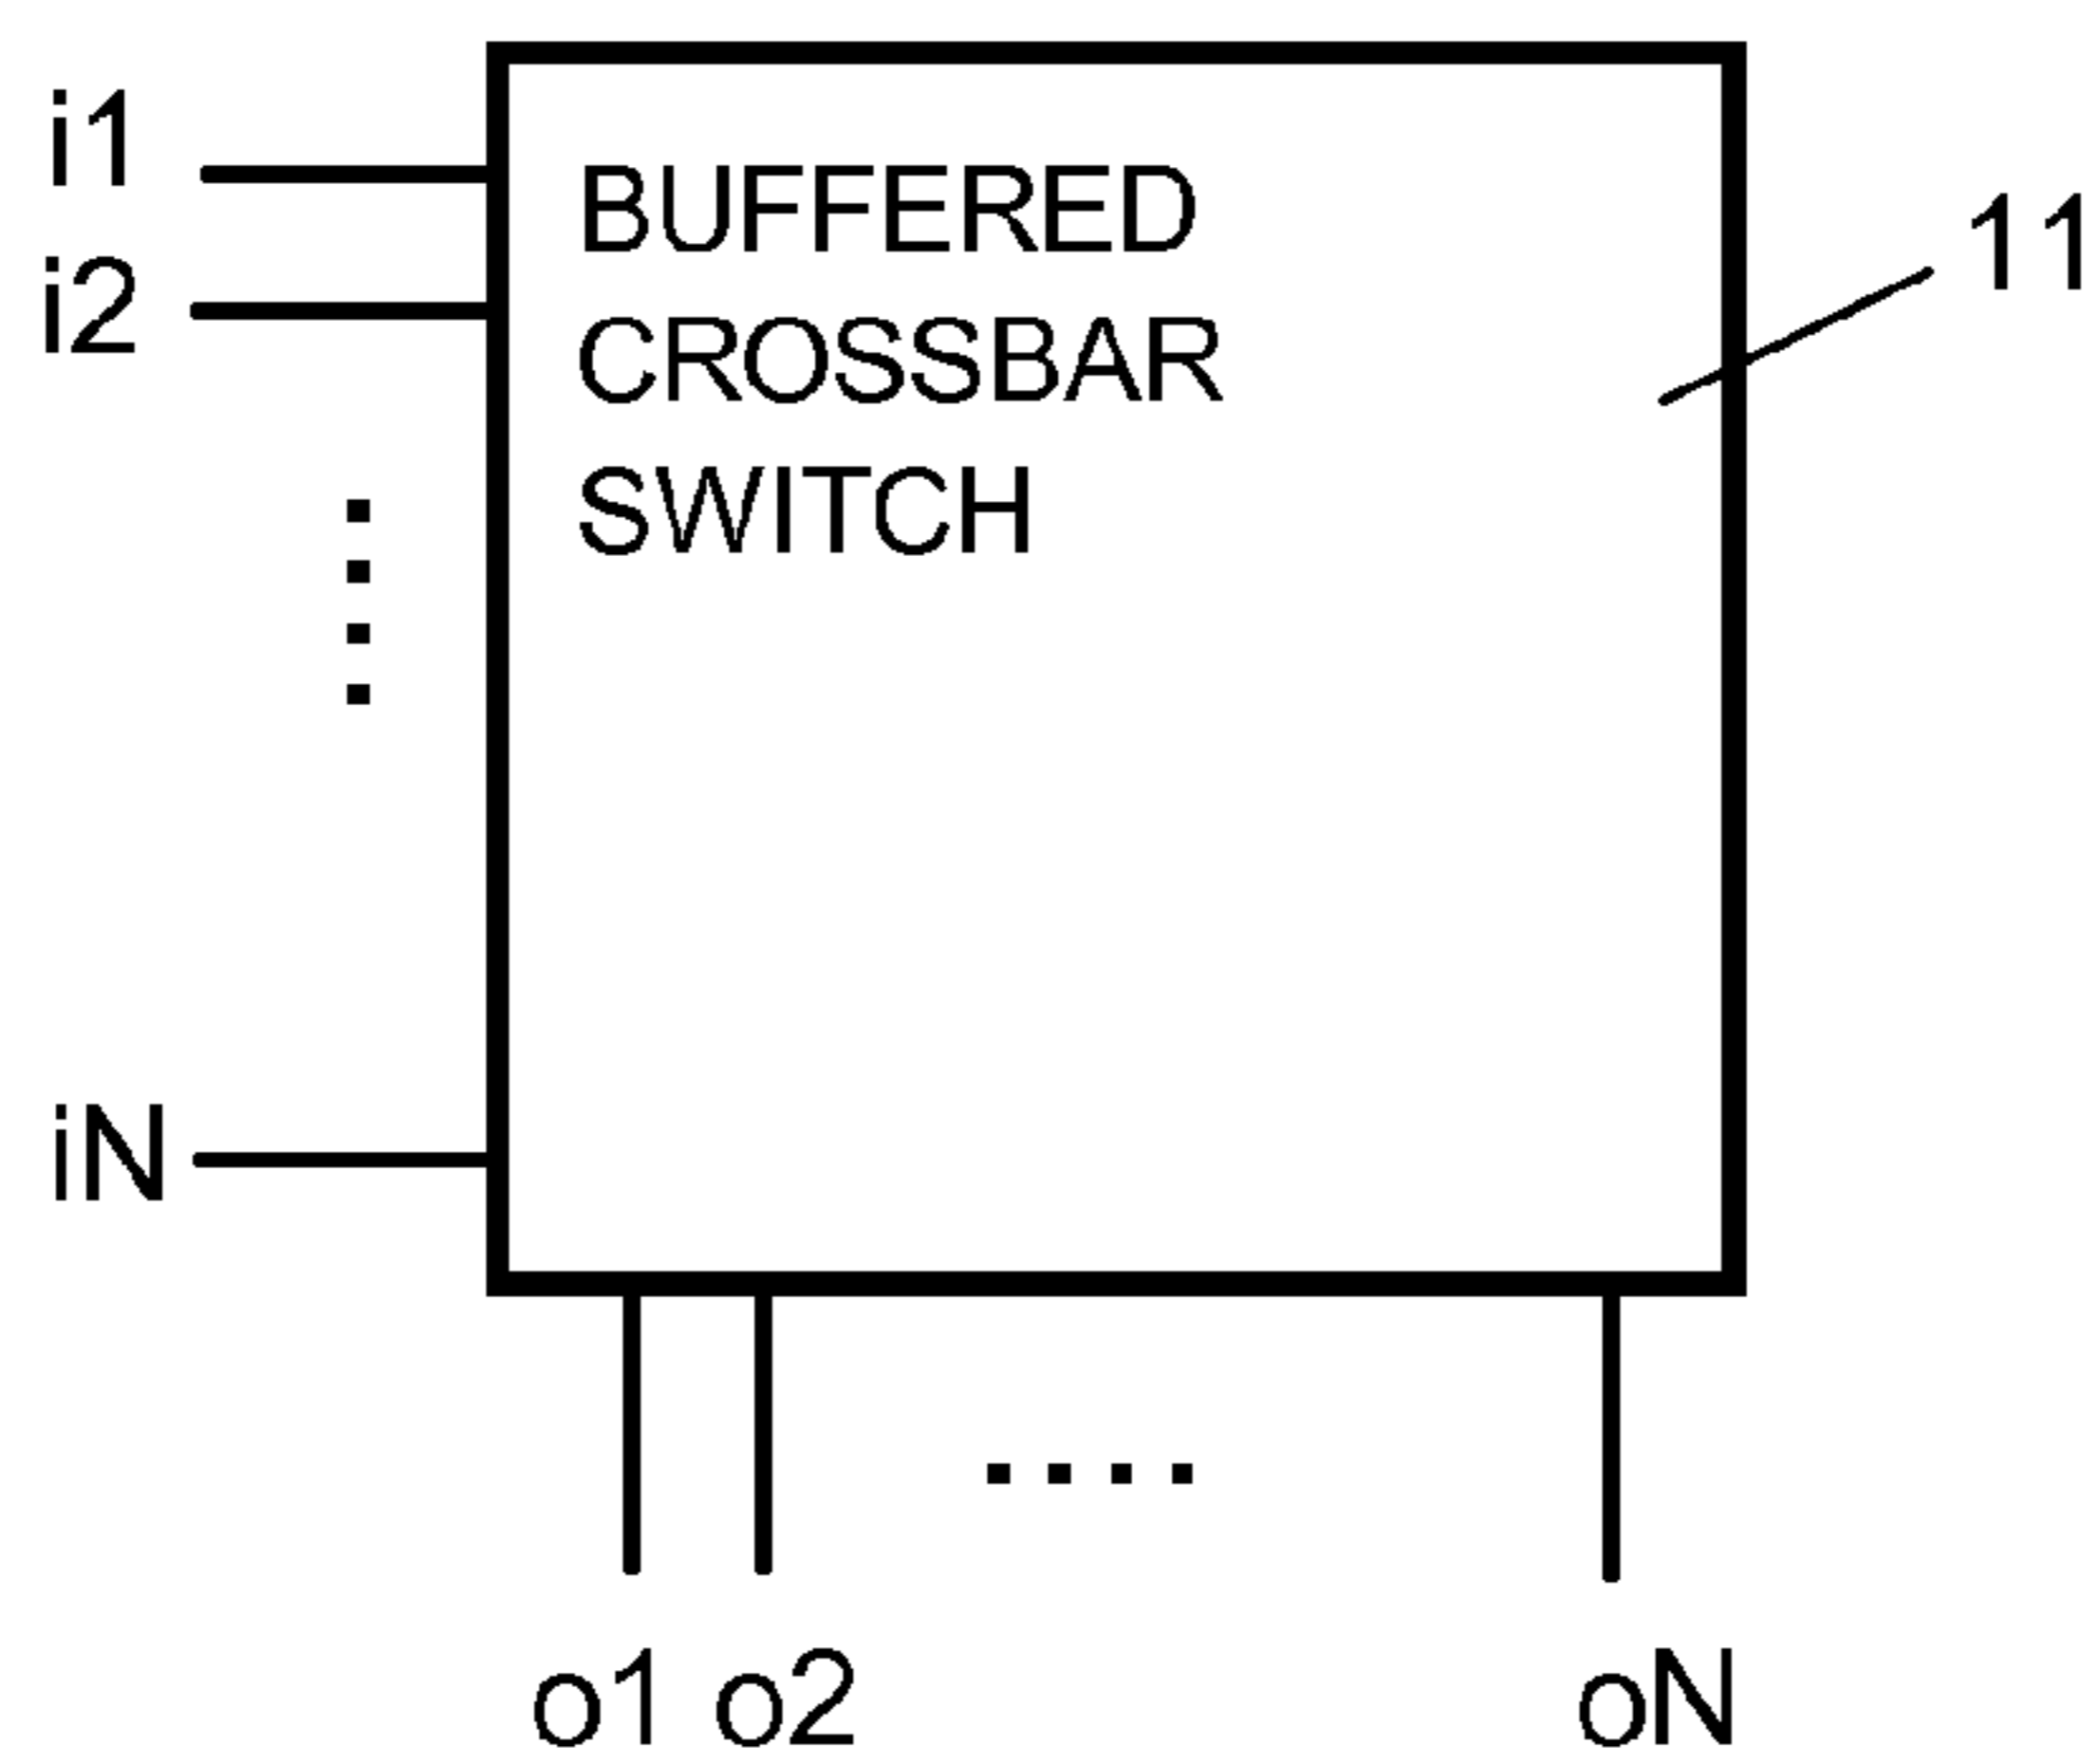 i1
BUFFERED
11
i2
CROSSBAR
SWITCH
iN
o1 o2 oN